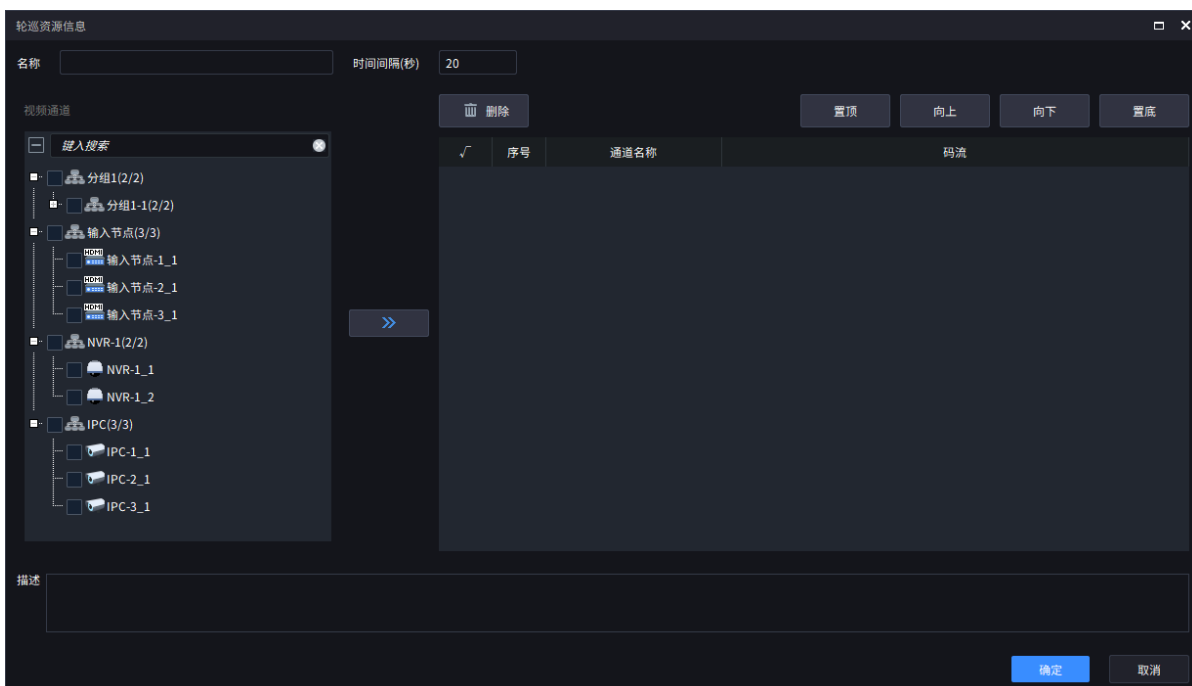 轮巡资源信息
名称 时间间隔(秒) 20
视频通道 删除 置顶 向上 向下 置底
键入搜索
√ 序号 通道名称 码流
分组1(2/2)
分组1-1(2/2)
输入节点(3/3)
HDMI 输入节点-1_1
HDMI 输入节点-2_1
HDMI 输入节点-3_1
NVR-1(2/2)
NVR-1_1
NVR-1_2
IPC(3/3)
IPC-1_1
IPC-2_1
IPC-3_1
描述
确定 取消